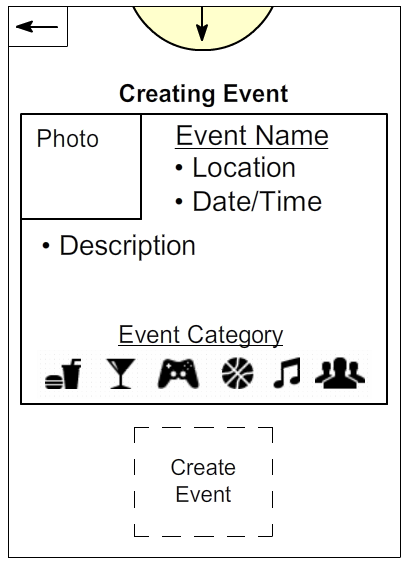 Creating Event
Photo
Event Name
• Location
• Date/Time
• Description
Event Category
Create
Event